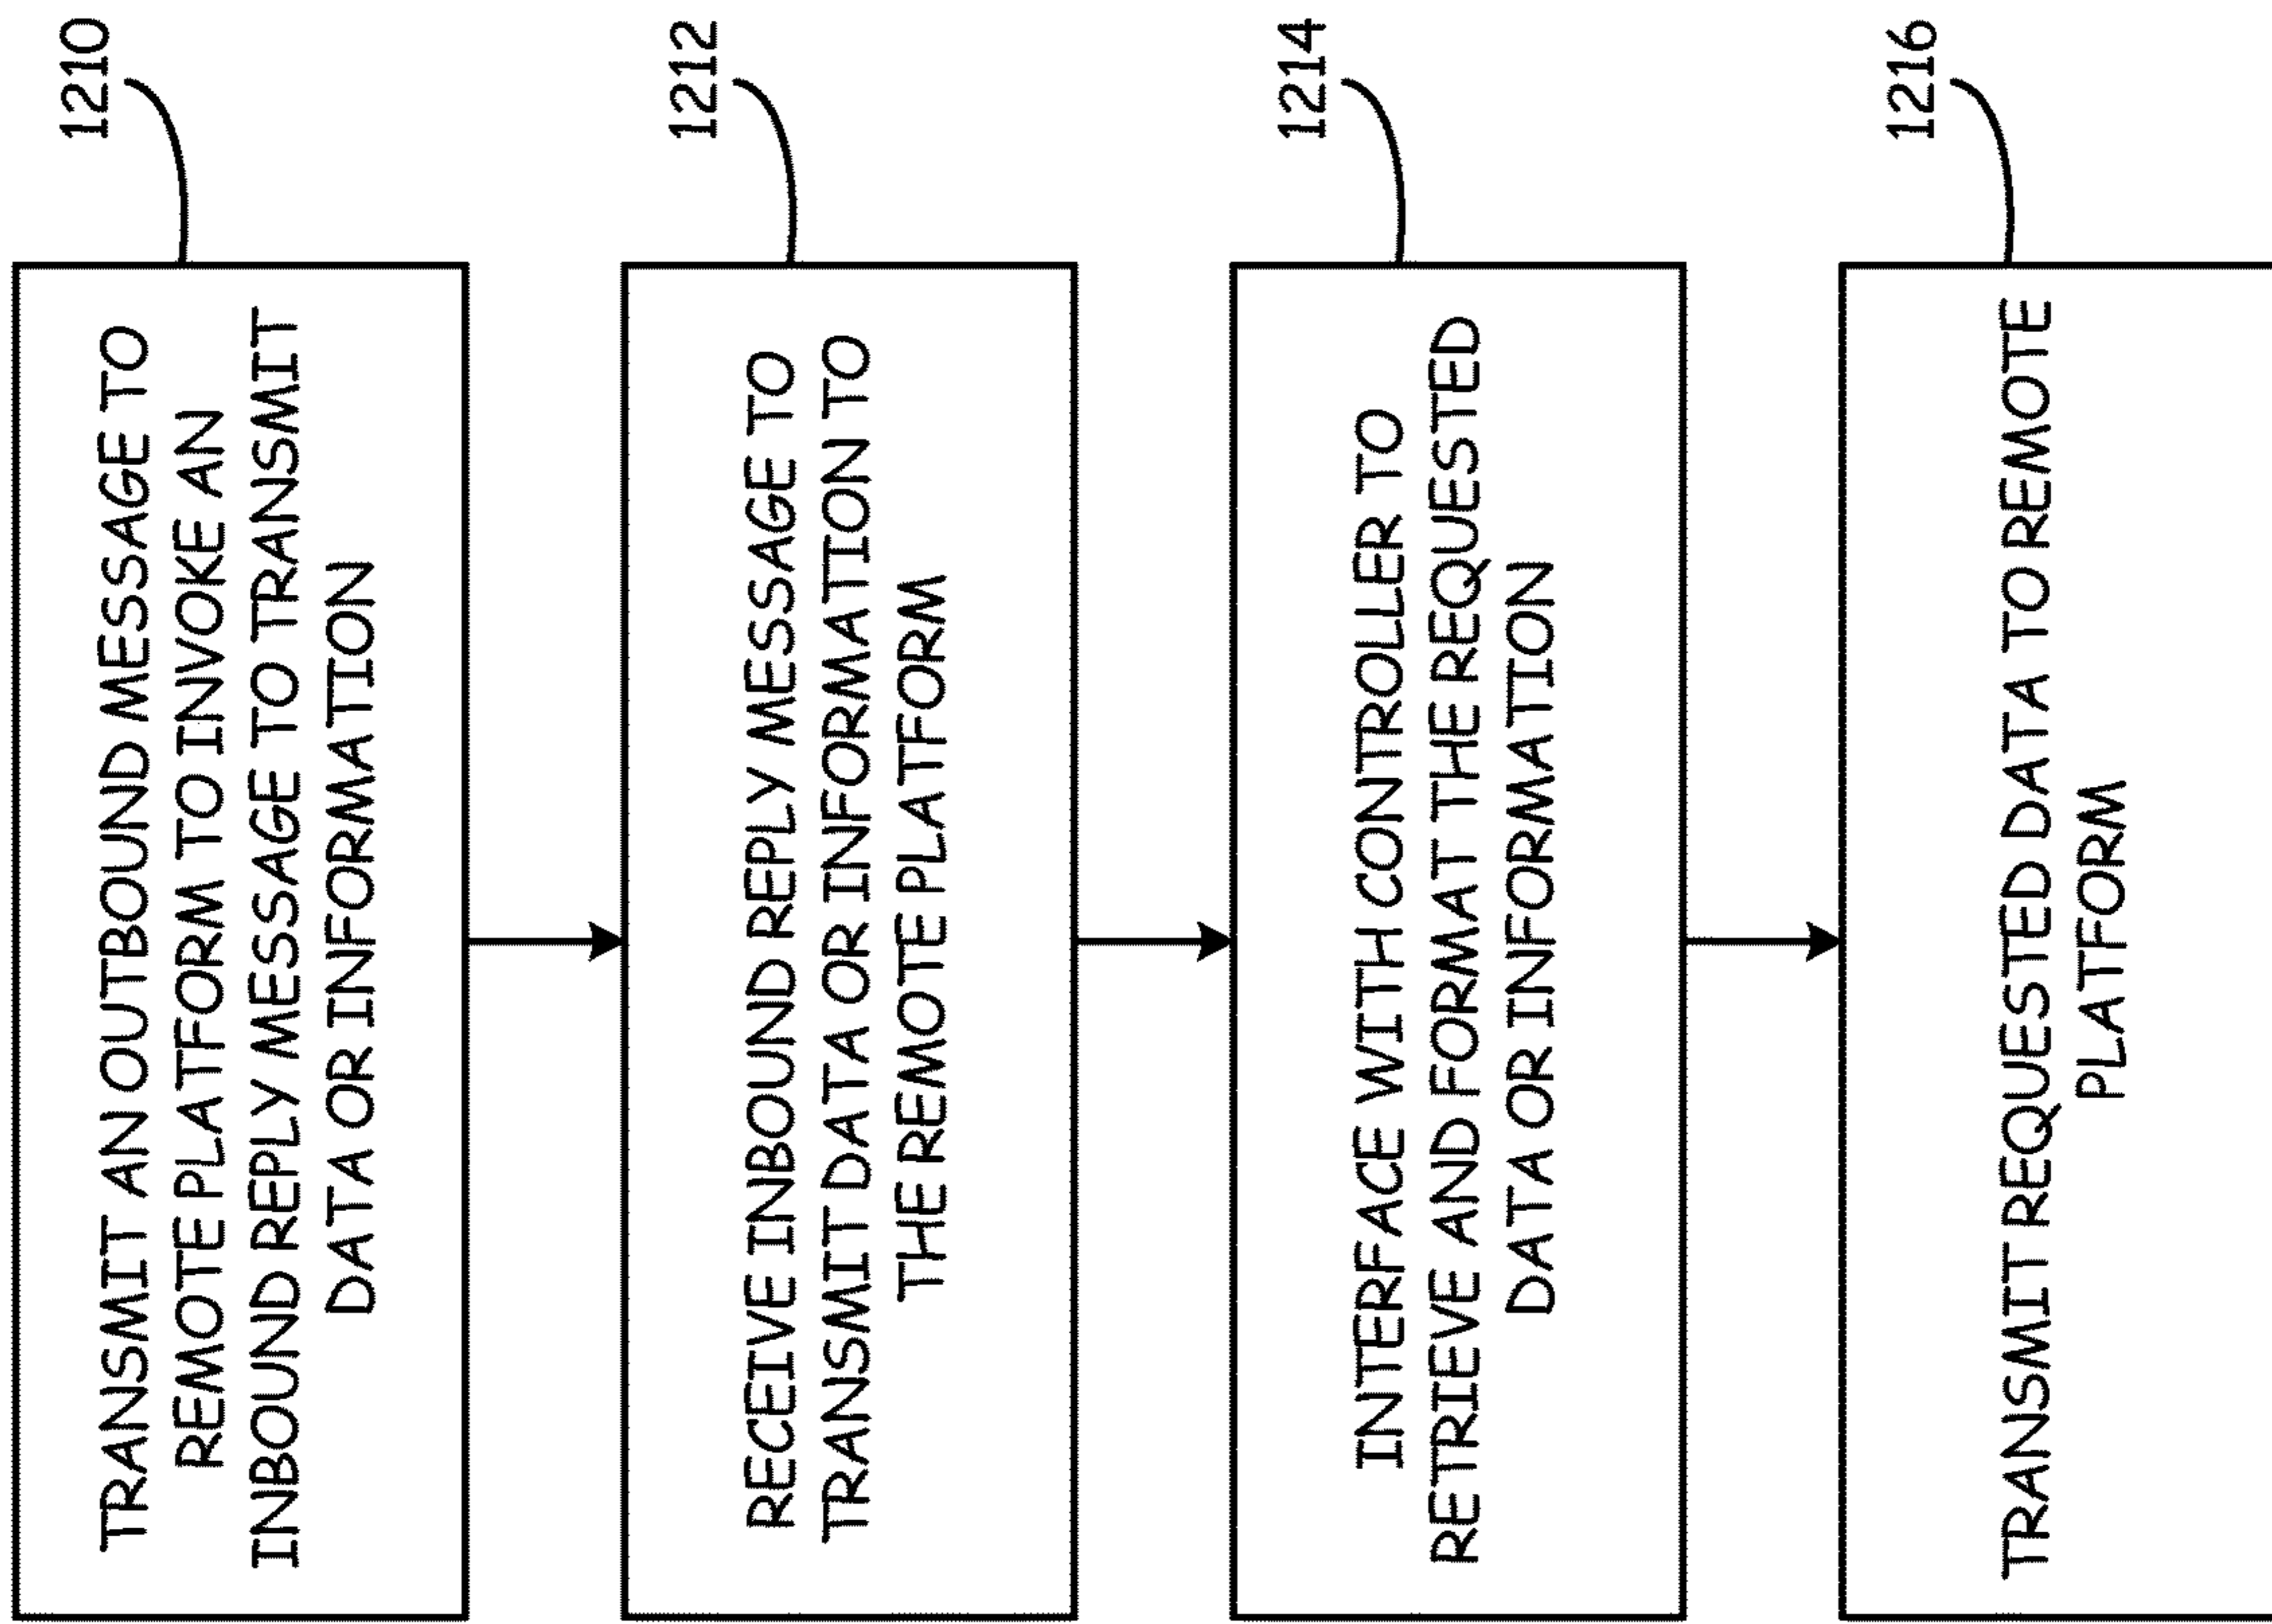 1210
TRANSMIT AN OUTBOUND MESSAGE TO
REMOTE PLATFORM TO INVOKE AN
INBOUND REPLY MESSAGE TO TRANSMIT
DATA OR INFORMATION
1212
RECEIVE INBOUND REPLY MESSAGE TO
TRANSMIT DATA OR INFORMATION TO
THE REMOTE PLATFORM
1214
INTERFACE WITH CONTROLLER TO
RETRIEVE AND FORMAT THE REQUESTED
DATA OR INFORMATION
1216
TRANSMIT REQUESTED DATA TO REMOTE
PLATFORM